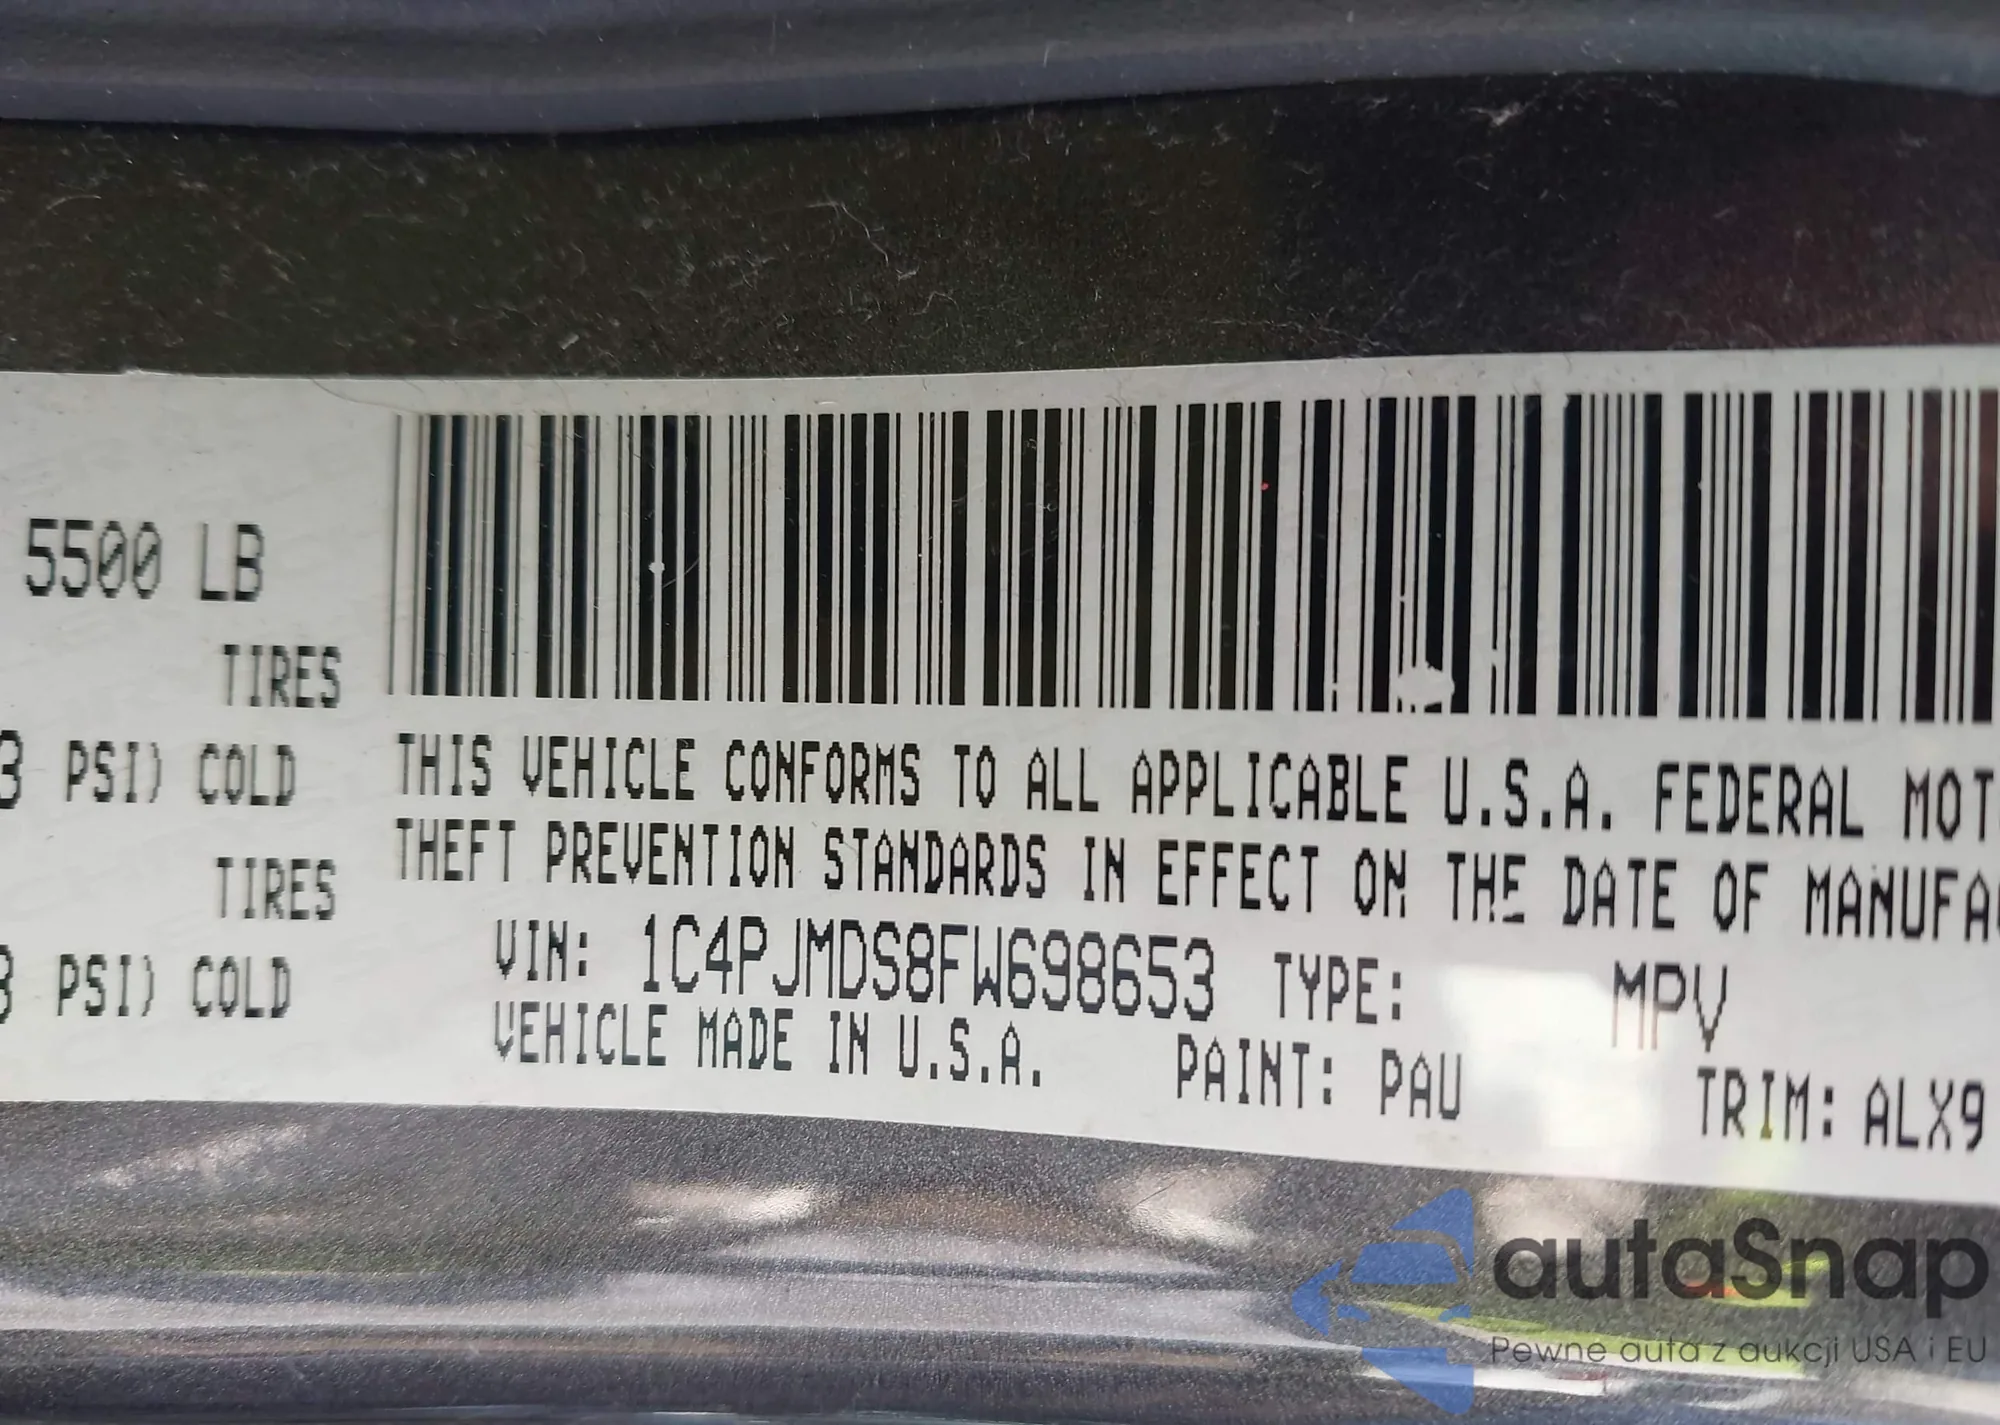 5500 LB
TIRES
3 PSI) COLD
TIRES
3 PSI) COLD
THIS VEHICLE CONFORMS TO ALL APPLICABLE U.S.A. FEDERAL MOT
THEFT PREVENTION STANDARDS IN EFFECT ON THE DATE OF MANUFA
VIN: 1C4PJMDS8FW698653 TYPE: MPV
VEHICLE MADE IN U.S.A. PAINT: PAU TRIM: ALX9
autaSnap
Pewne auta z aukcji USA i EU